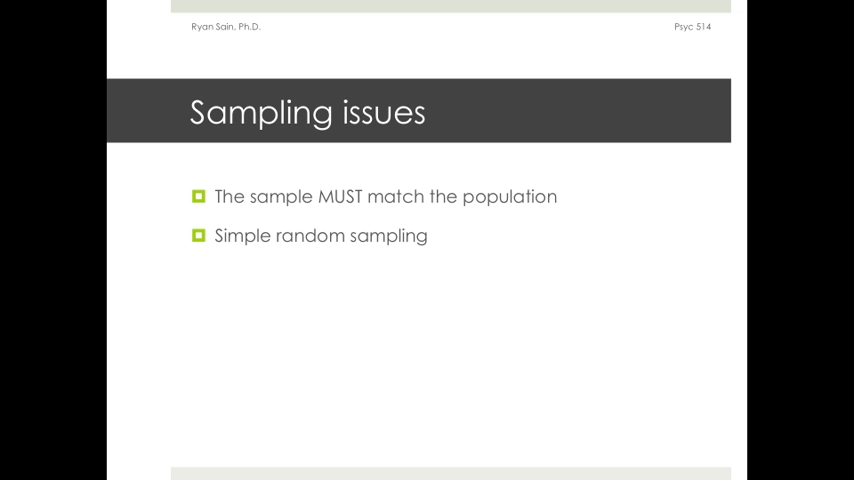 Ryan Sain, Ph.D.
Psyc 514
Sampling issues
The sample MUST match the population
Simple random sampling